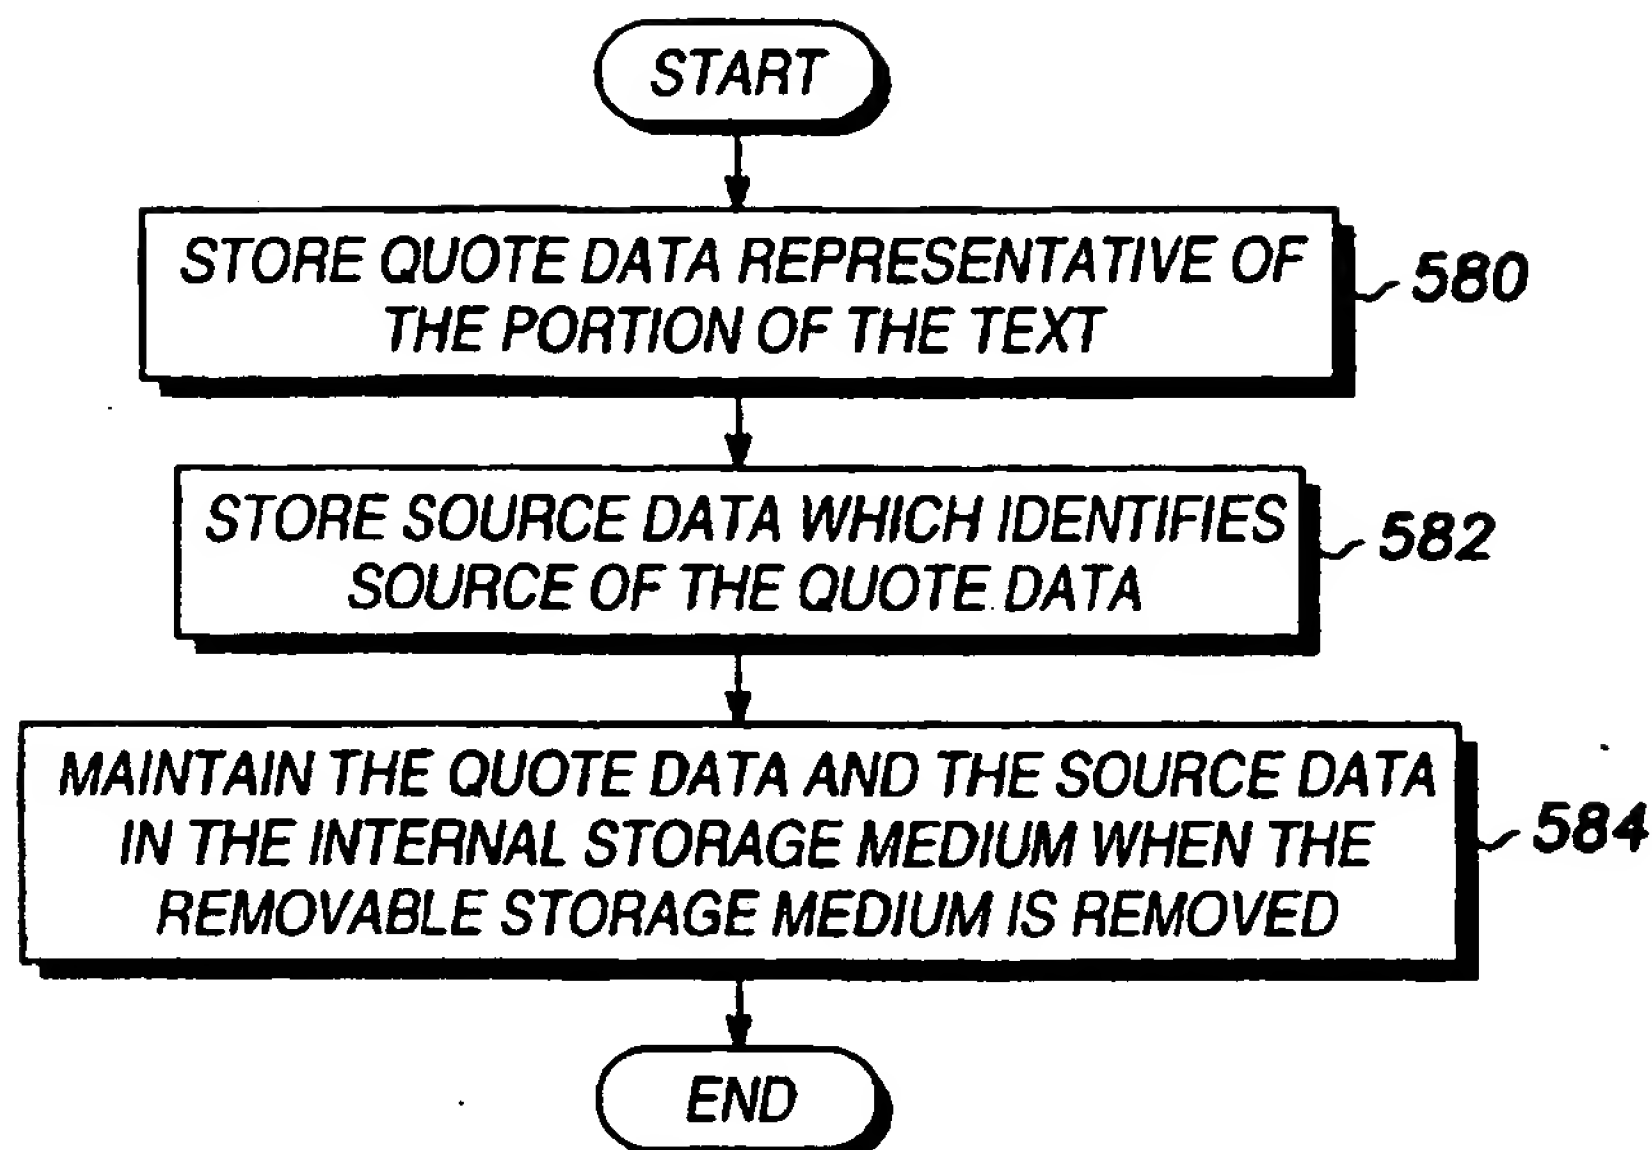 START
STORE QUOTE DATA REPRESENTATIVE OF
THE PORTION OF THE TEXT
580
STORE SOURCE DATA WHICH IDENTIFIES
SOURCE OF THE QUOTE DATA
582
MAINTAIN THE QUOTE DATA AND THE SOURCE DATA
IN THE INTERNAL STORAGE MEDIUM WHEN THE
REMOVABLE STORAGE MEDIUM IS REMOVED
584
END